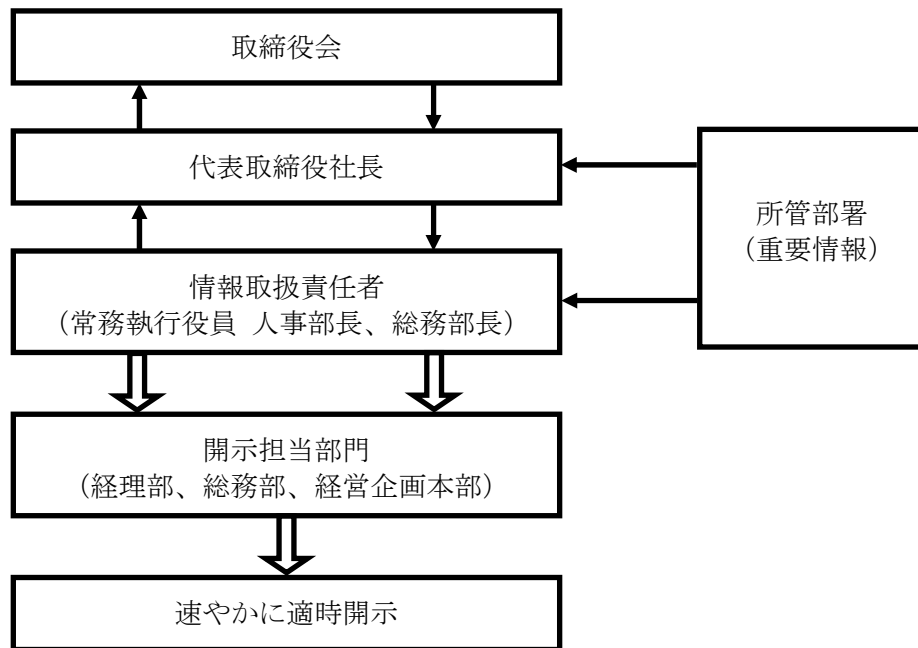 取締役会
代表取締役社長
所管部署
（重要情報）
情報取扱責任者
（常務執行役員 人事部長、総務部長）
開示担当部門
（経理部、総務部、経営企画本部）
速やかに適時開示